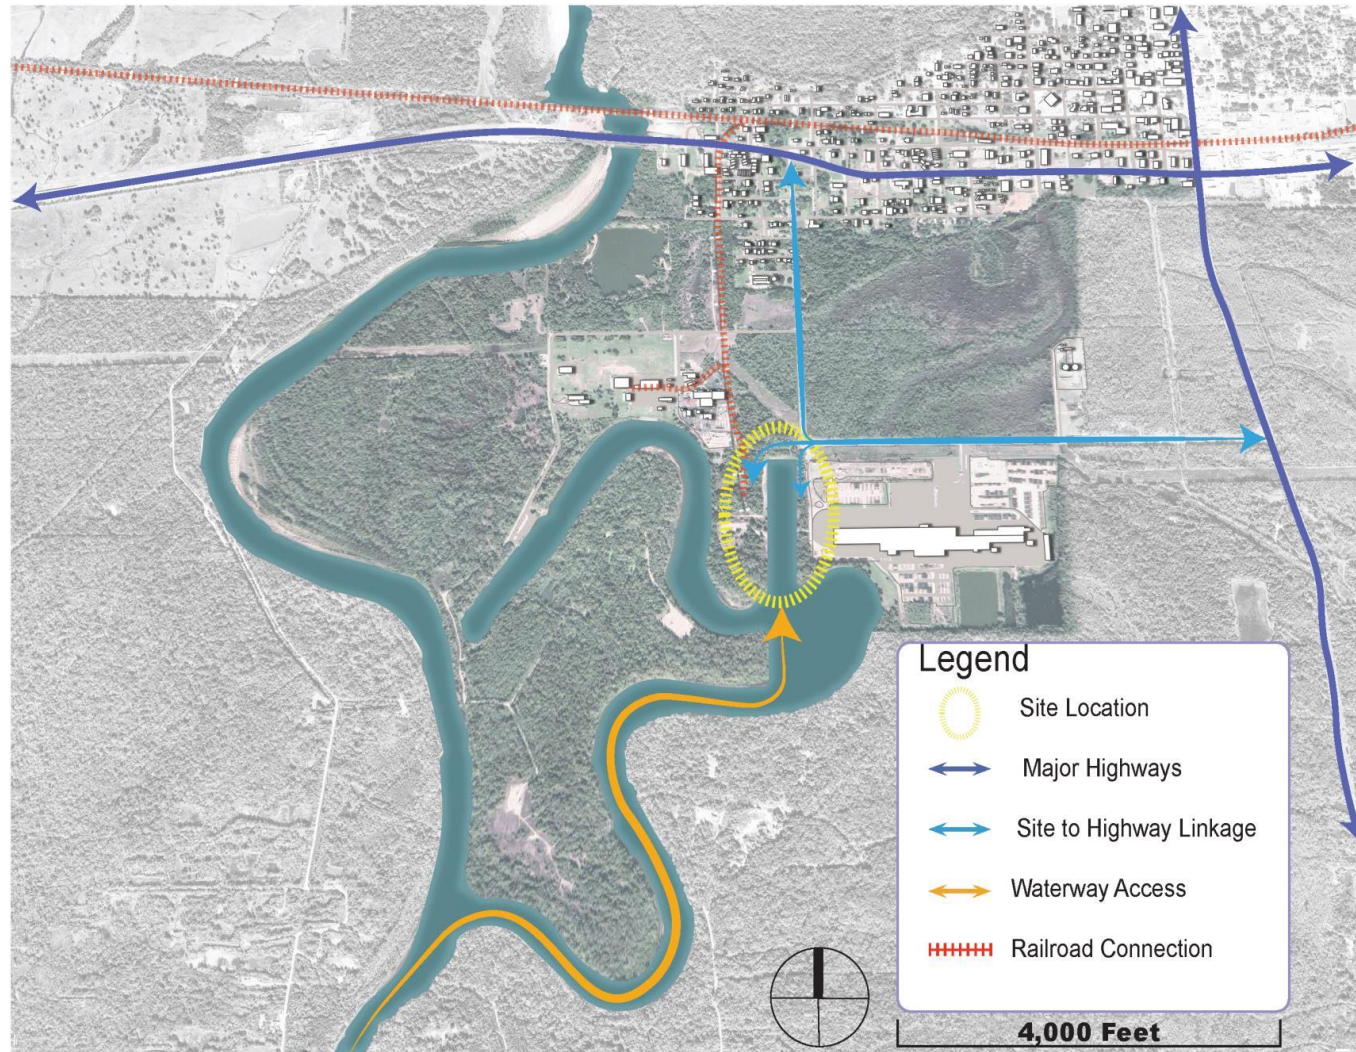 Legend
Site Location
Major Highways
Site to Highway Linkage
Waterway Access
Railroad Connection
4,000 Feet